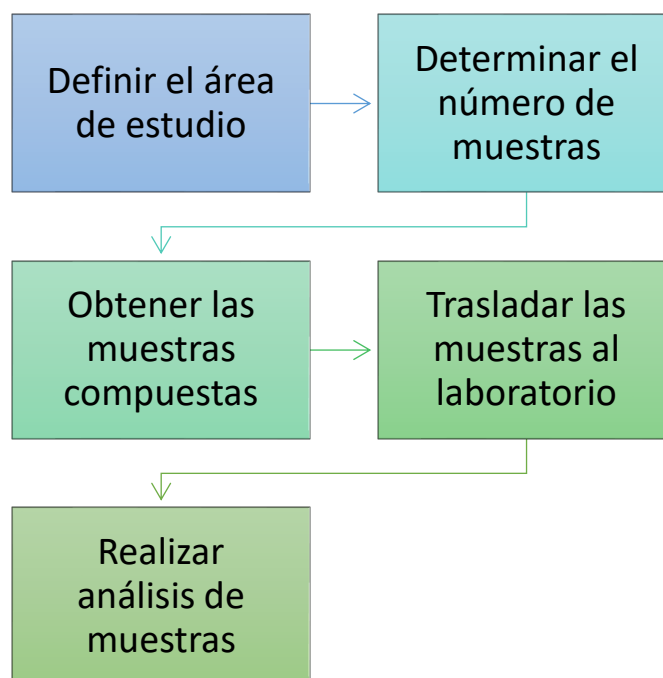 Definir el área
de estudio
Determinar el
número de
muestras
Obtener las
muestras
compuestas
Trasladar las
muestras al
laboratorio
Realizar
análisis de
muestras